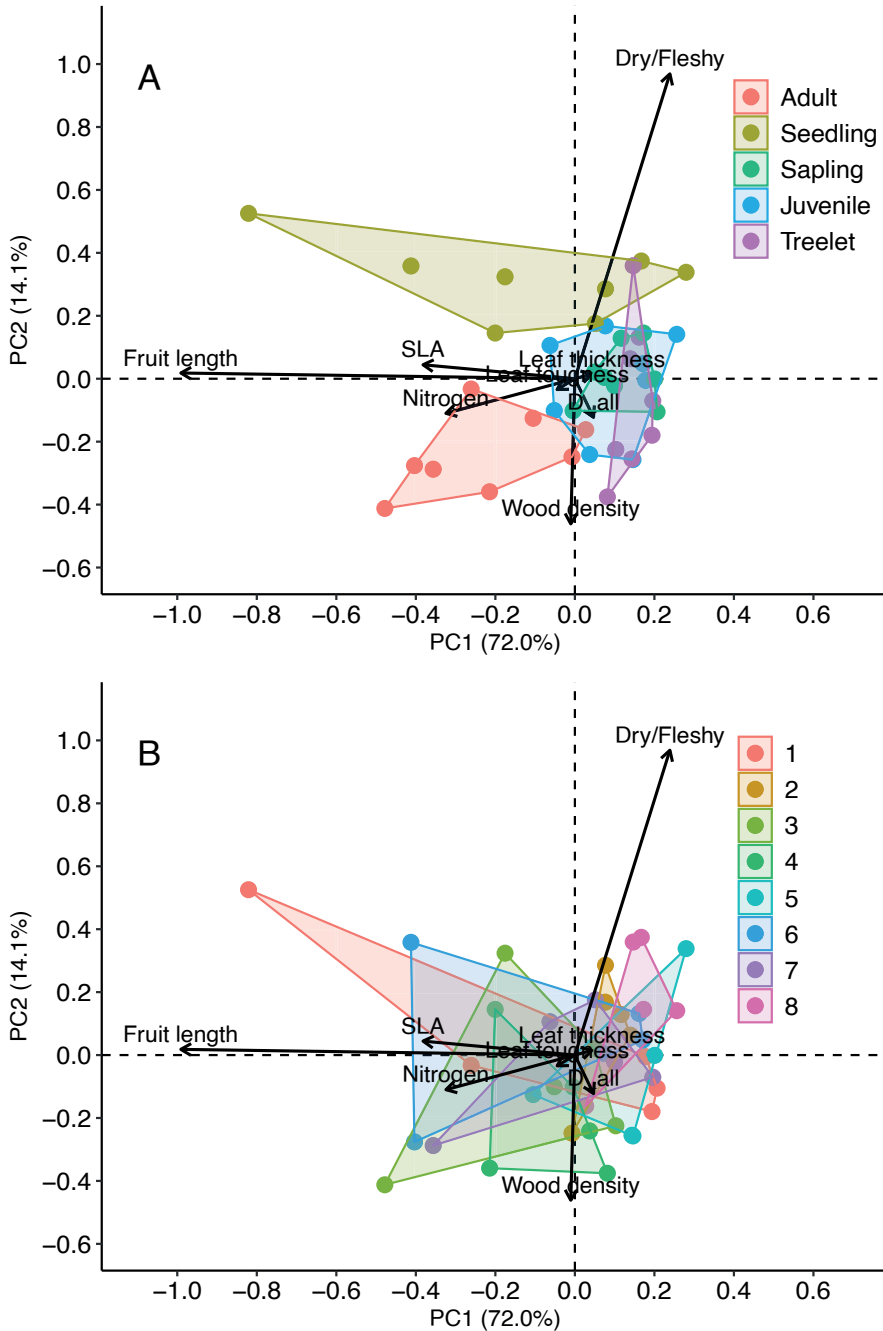 A
Dry/Fleshy
Adult
Seedling
Sapling
Juvenile
Treelet
1.0
0.8
0.6
0.4
0.2
0.0
−0.2
−0.4
−0.6
PC2 (14.1%)
Fruit length
SLA
Leaf thickness
Leaf toughness
Nitrogen
Wood density
−1.0 −0.8 −0.6 −0.4 −0.2 0.0 0.2 0.4 0.6
PC1 (72.0%)
B
Dry/Fleshy
1
2
3
4
5
6
7
8
1.0
0.8
0.6
0.4
0.2
0.0
−0.2
−0.4
−0.6
PC2 (14.1%)
Fruit length
SLA
Leaf thickness
Leaf toughness
Nitrogen
Wood density
−1.0 −0.8 −0.6 −0.4 −0.2 0.0 0.2 0.4 0.6
PC1 (72.0%)